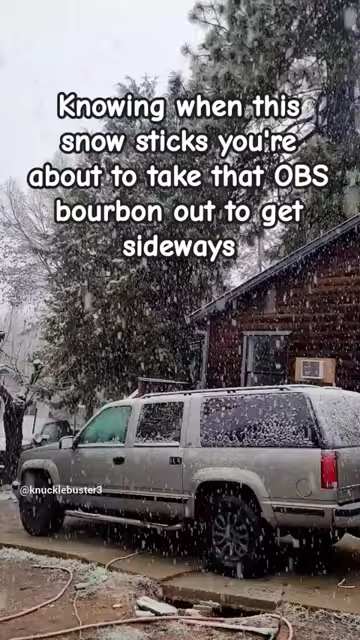 Knowing when this
snow sticks you're
about to take that OBS
bourbon out to get
sideways
@knucklebuster3